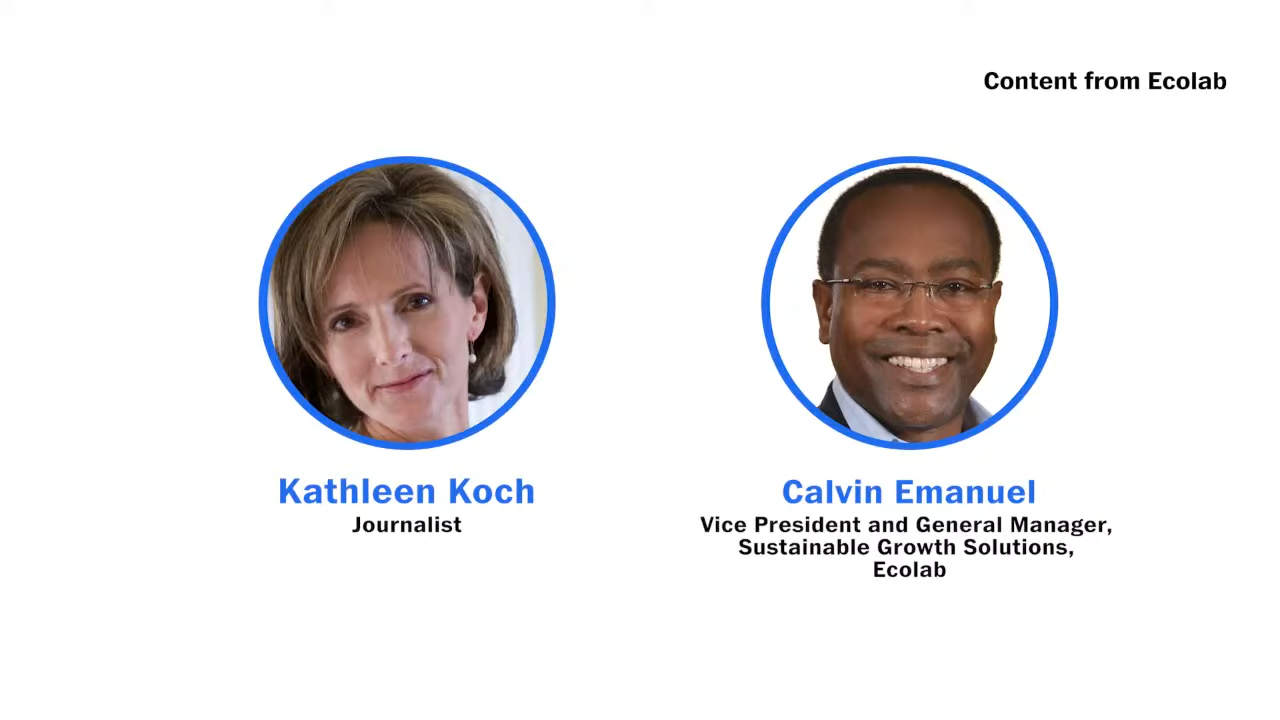 Content from Ecolab
Kathleen Koch
Journalist
Calvin Emanuel
Vice President and General Manager,
Sustainable Growth Solutions,
Ecolab